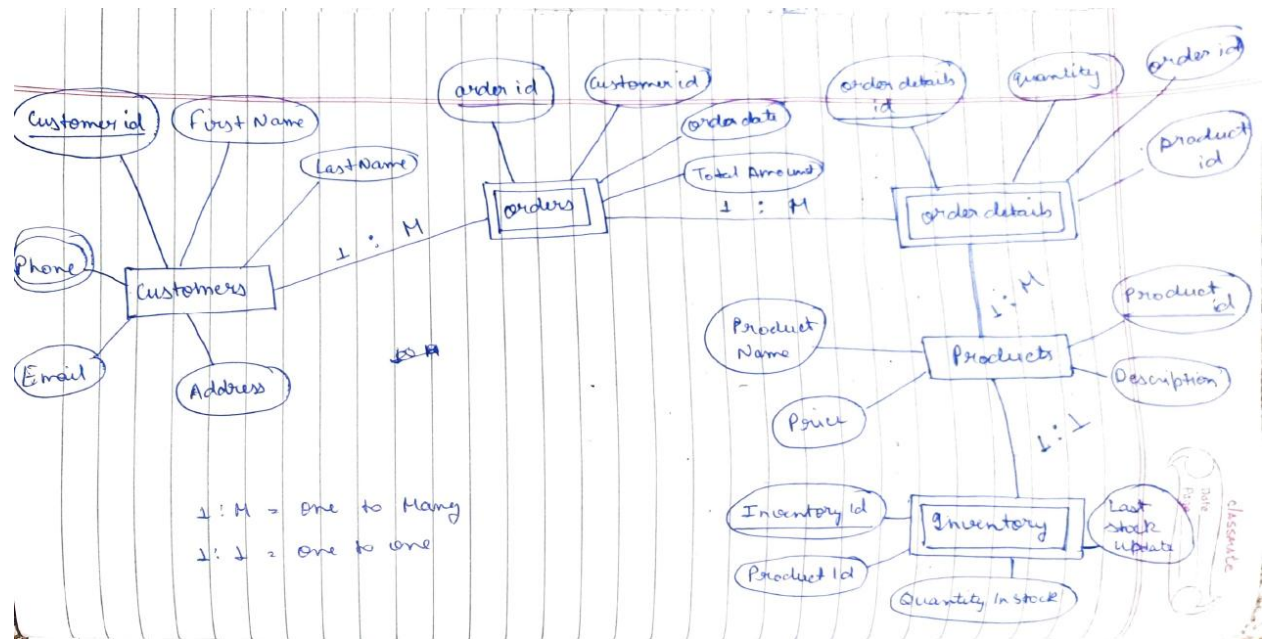 order id
customer id
order date
Total Amount
order details
id
quantity
order id
product
id
customer id
First Name
Last Name
Phone
Email
Address
customers
1 : M
orders
1 : M
order details
1 : M
Product
Name
Price
Products
Product
id
Description
1 : 1
Inventory Id
Product Id
Inventory
Quantity In stock
Last
stock
update
1 : M = one to Many
1 : 1 = one to one
classmate
Date
Page